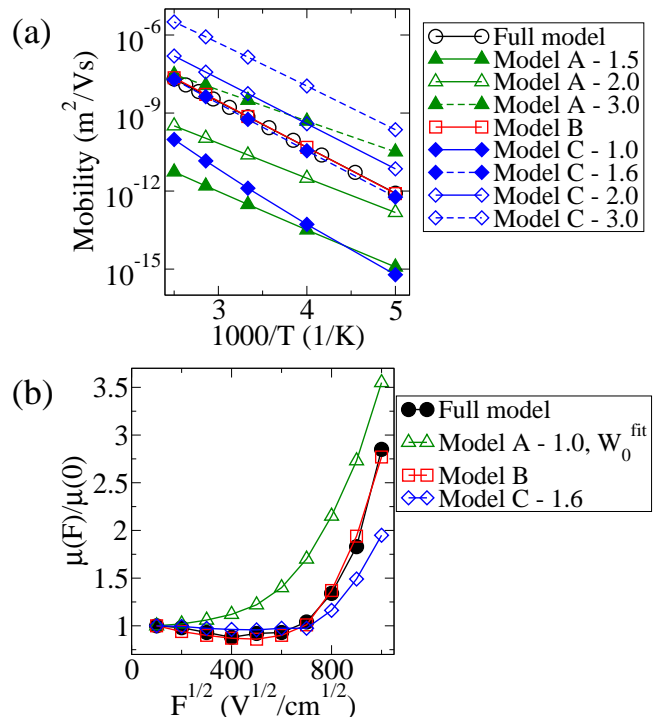 (a)
Mobility (m²/Vs)
10⁻⁶
10⁻⁹
10⁻¹²
10⁻¹⁵
3
4
5
1000/T (1/K)
Full model
Model A - 1.5
Model A - 2.0
Model A - 3.0
Model B
Model C - 1.0
Model C - 1.6
Model C - 2.0
Model C - 3.0
(b)
μ(F)/μ(0)
3.5
3
2.5
2
1.5
1
0
400
800
F^1/2 (V^1/2/cm^1/2)
Full model
Model A - 1.0, W₀^fit
Model B
Model C - 1.6